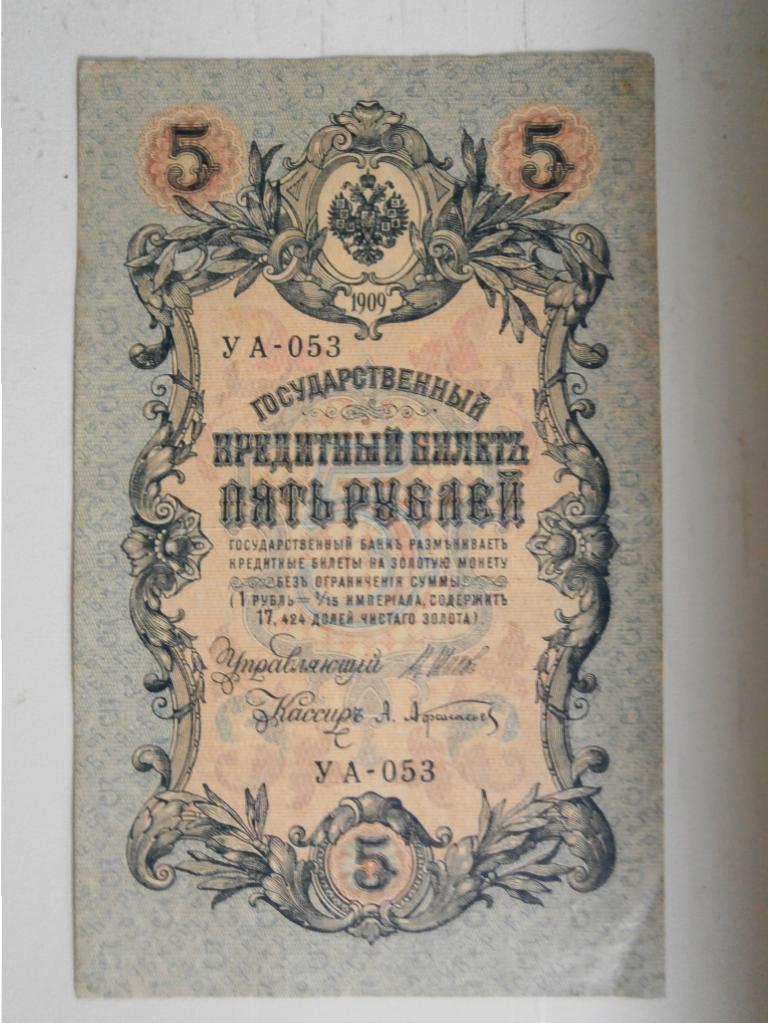 5 5
1909
УА-053
ГОСУДАРСТВЕННЫЙ
КРЕДИТНЫЙ БИЛЕТЪ
ПЯТЬ РУБЛЕЙ
ГОСУДАРСТВЕННЫЙ БАНКЪ РАЗМѢНИВАЕТЪ
КРЕДИТНЫЕ БИЛЕТЫ НА ЗОЛОТУЮ МОНЕТУ
БЕЗЪ ОГРАНИЧЕНІЯ СУММЫ
(1 РУБЛЬ = 1/15 ИМПЕРІАЛА, СОДЕРЖИТЪ
17,424 ДОЛЕЙ ЧИСТАГО ЗОЛОТА).
Управляющій
Кассиръ А. Афанасьевъ
УА-053
5